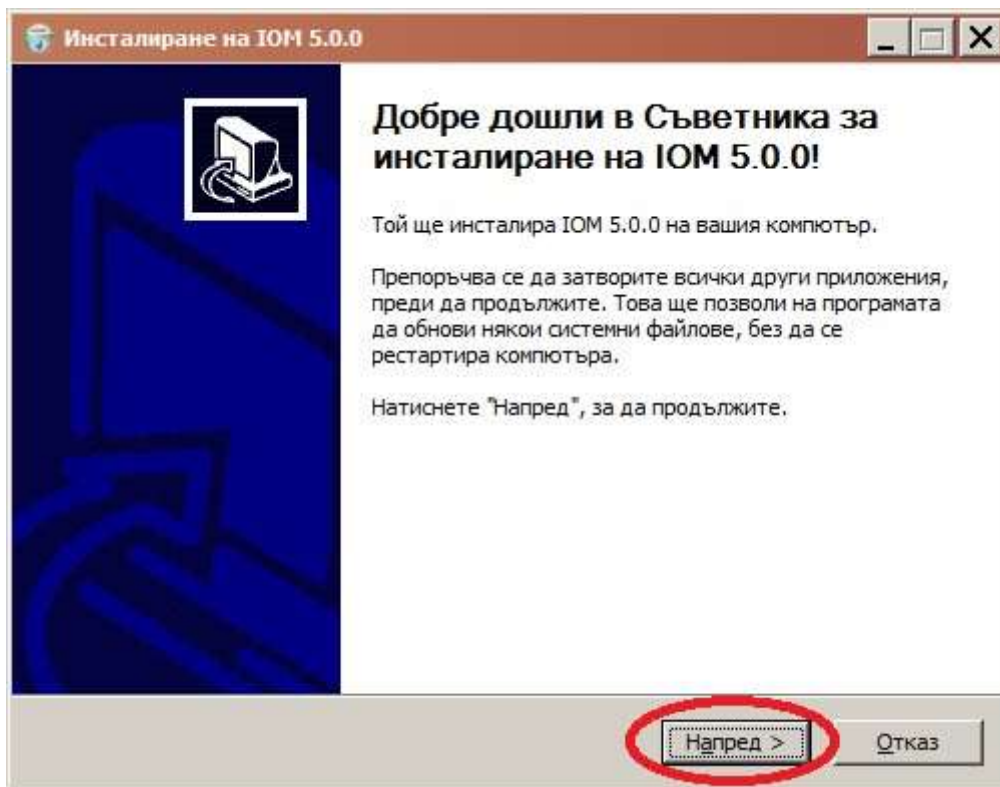 Инсталиране на IOM 5.0.0
Добре дошли в Съветника за
инсталиране на IOM 5.0.0!
Той ще инсталира IOM 5.0.0 на вашия компютър.
Препоръчва се да затворите всички други приложения,
преди да продължите. Това ще позволи на програмата
да обнови някои системни файлове, без да се
рестартира компютъра.
Натиснете "Напред", за да продължите.
Напред >
Отказ